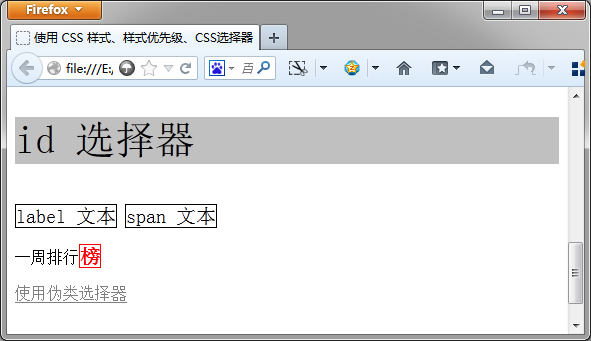 Firefox
使用 CSS 样式、样式优先级、CSS选择器
file:///E:/
百
id 选择器
label 文本 span 文本
一周排行榜
使用伪类选择器